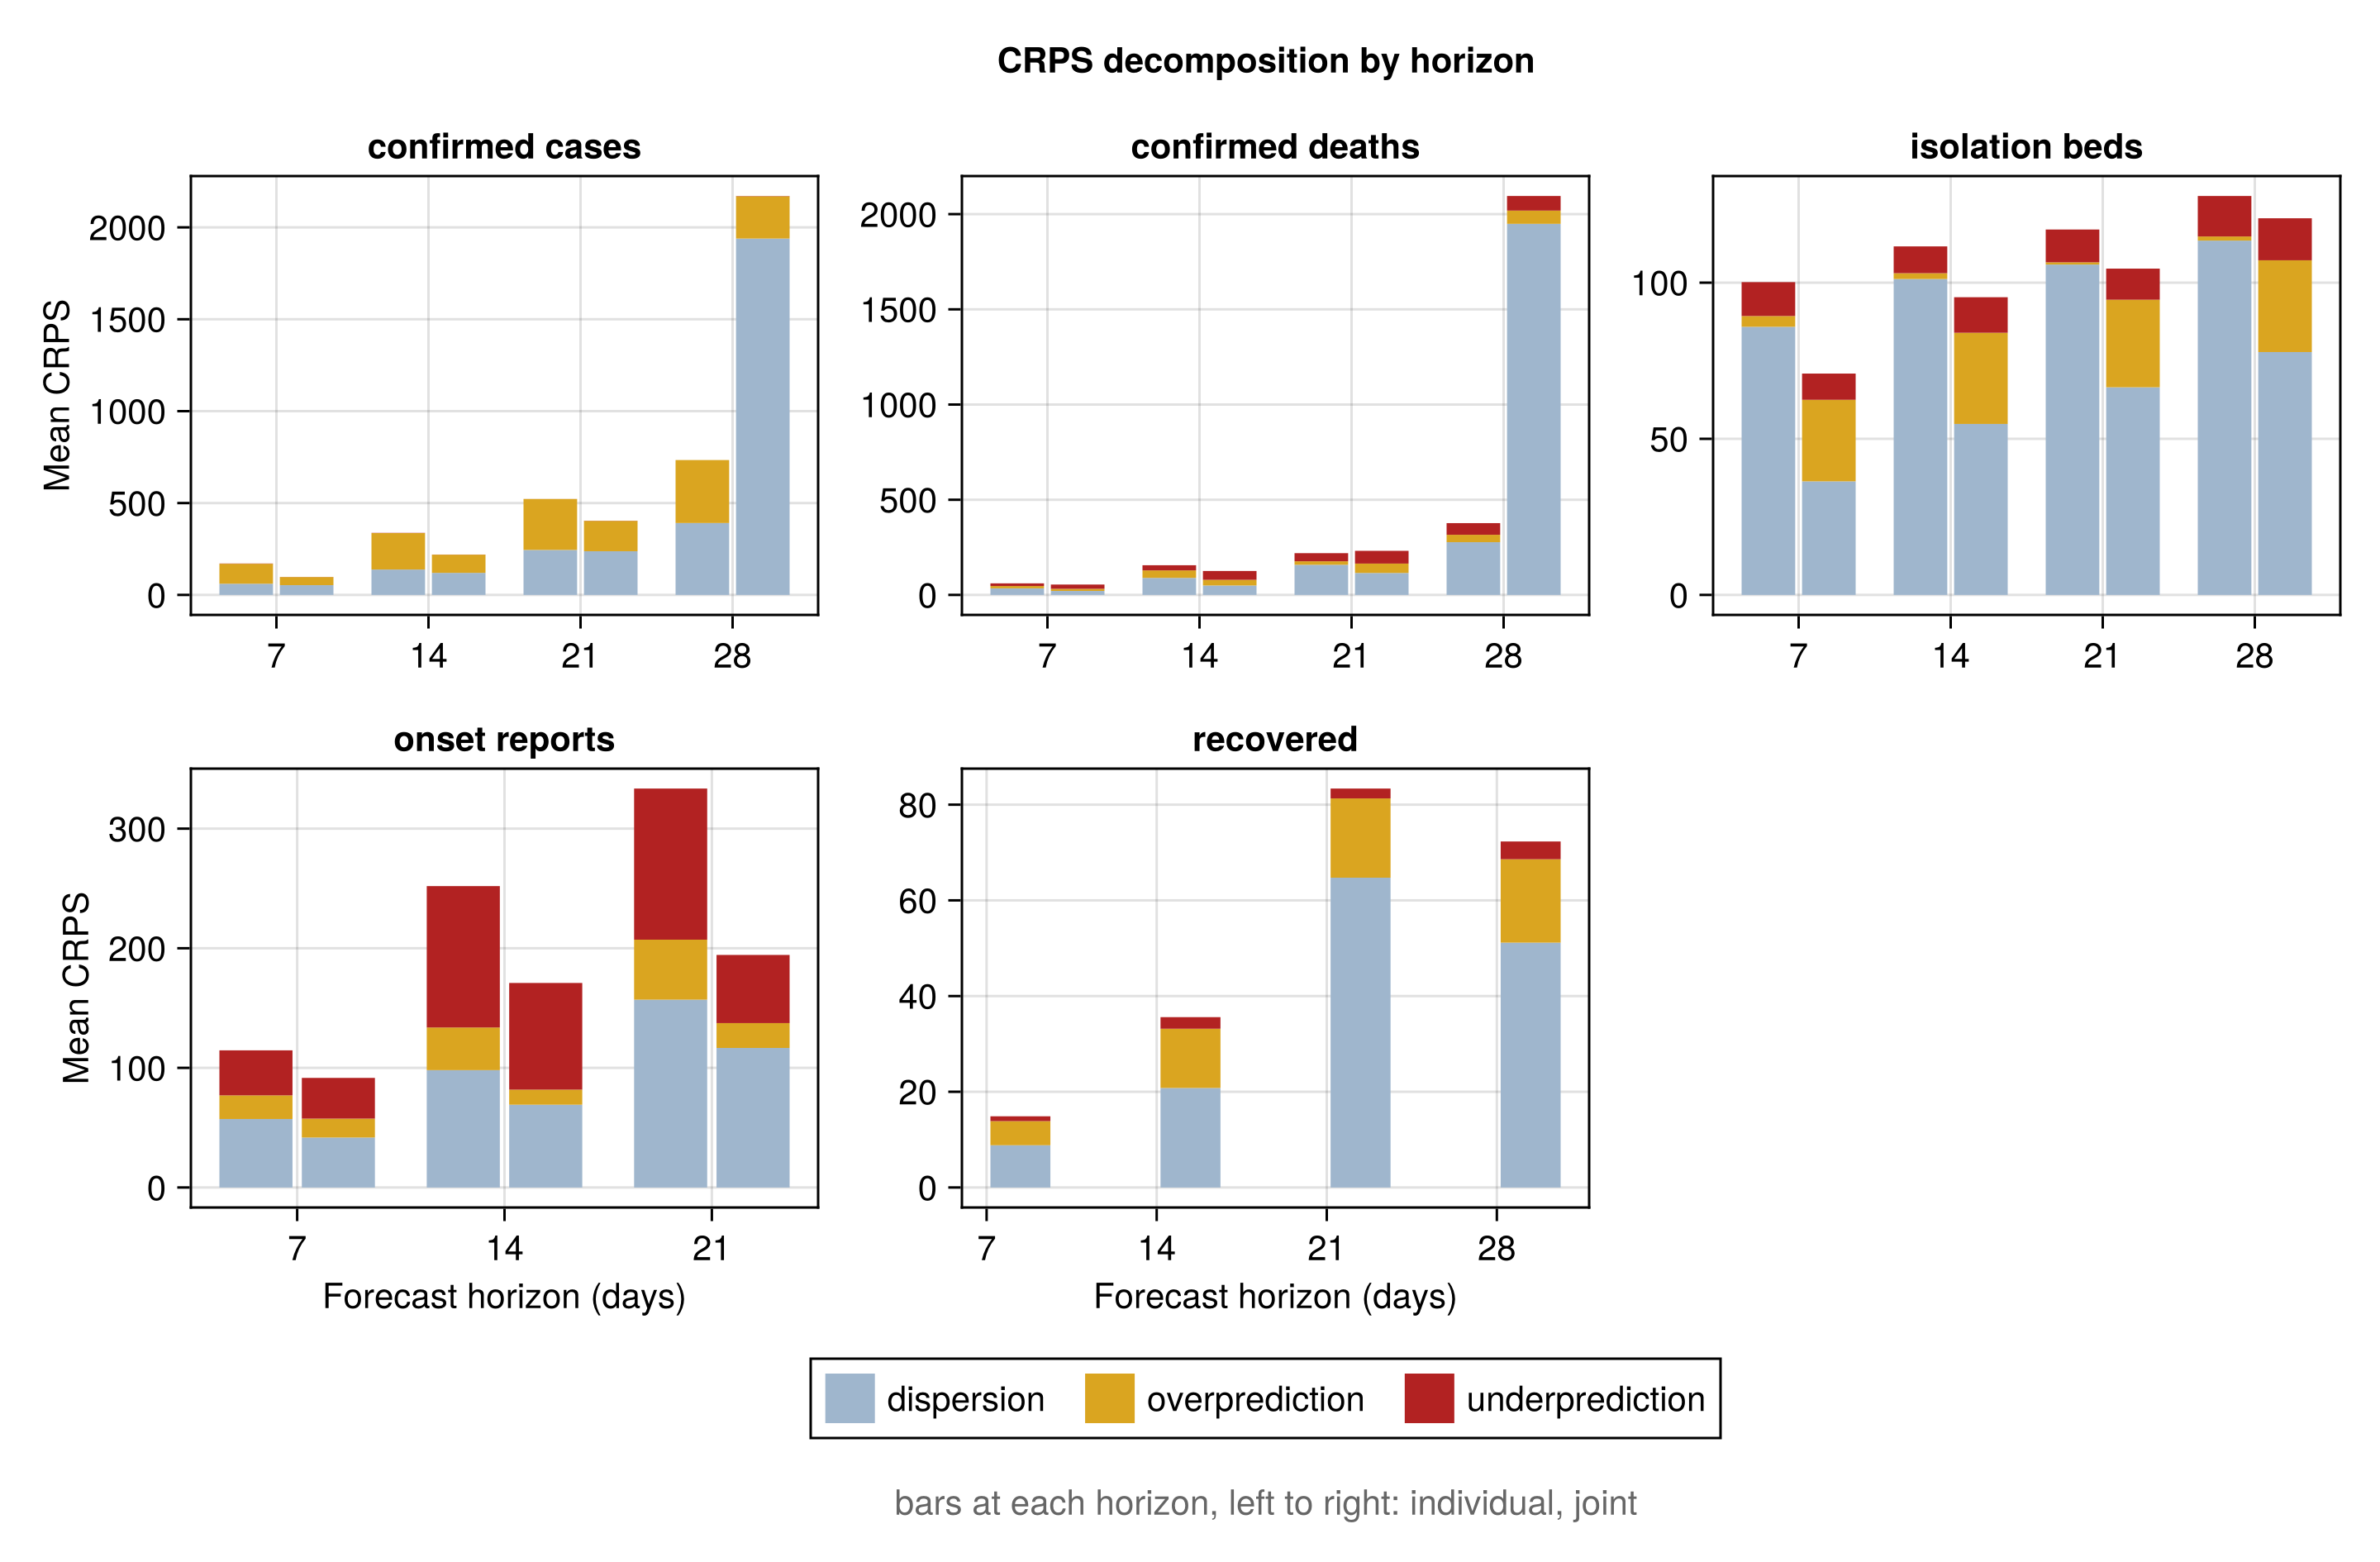 CRPS decomposition by horizon
confirmed cases
Mean CRPS
2000
1500
1000
500
0
7 14 21 28
confirmed deaths
2000
1500
1000
500
0
7 14 21 28
isolation beds
100
50
0
7 14 21 28
onset reports
Mean CRPS
300
200
100
0
7 14 21
Forecast horizon (days)
recovered
80
60
40
20
0
7 14 21 28
Forecast horizon (days)
dispersion overprediction underprediction
bars at each horizon, left to right: individual, joint